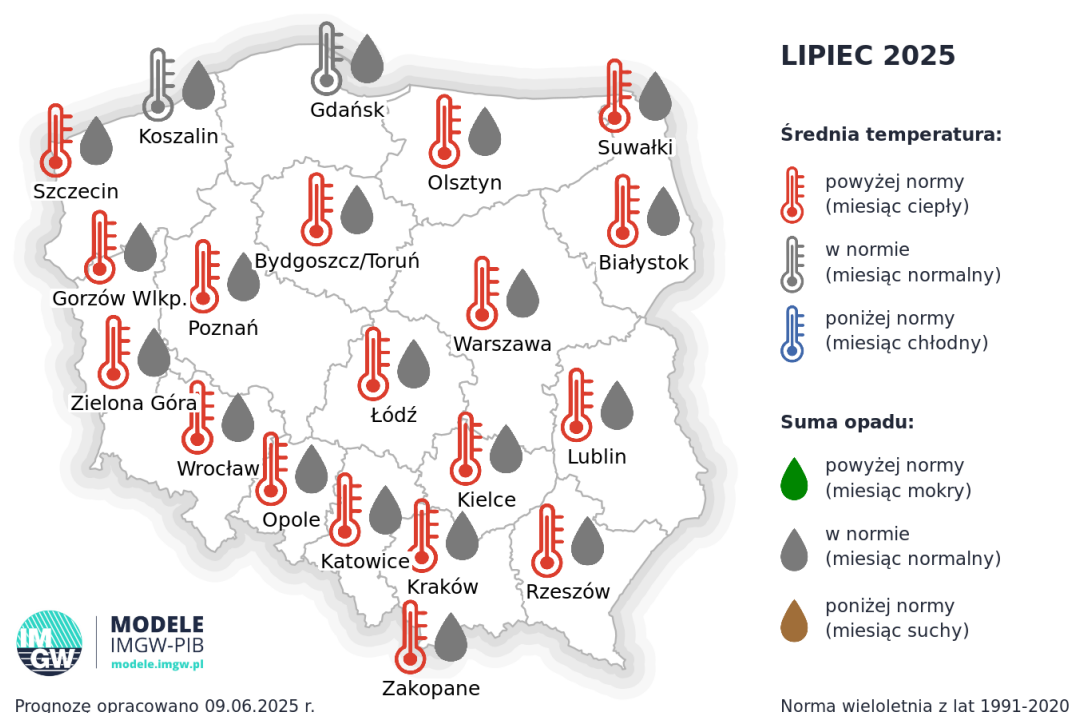 LIPIEC 2025
Średnia temperatura:
powyżej normy
(miesiąc ciepły)
w normie
(miesiąc normalny)
poniżej normy
(miesiąc chłodny)
Suma opadu:
powyżej normy
(miesiąc mokry)
w normie
(miesiąc normalny)
poniżej normy
(miesiąc suchy)
Gdańsk
Koszalin
Suwałki
Olsztyn
Szczecin
Bydgoszcz/Toruń
Białystok
Gorzów Wlkp.
Poznań
Warszawa
Zielona Góra
Łódź
Lublin
Wrocław
Kielce
Opole
Katowice
Kraków
Rzeszów
Zakopane
IM
GW
MODELE
IMGW-PIB
modele.imgw.pl
Prognozę opracowano 09.06.2025 r.
Norma wieloletnia z lat 1991-2020